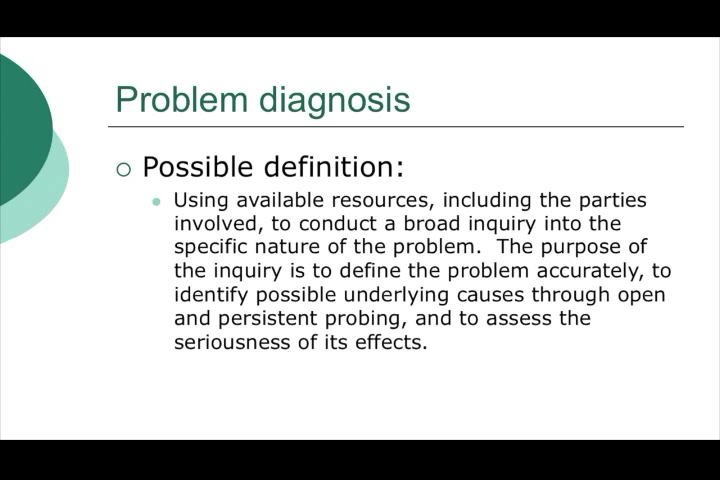 Problem diagnosis
Possible definition:
Using available resources, including the parties
involved, to conduct a broad inquiry into the
specific nature of the problem.  The purpose of
the inquiry is to define the problem accurately, to
identify possible underlying causes through open
and persistent probing, and to assess the
seriousness of its effects.